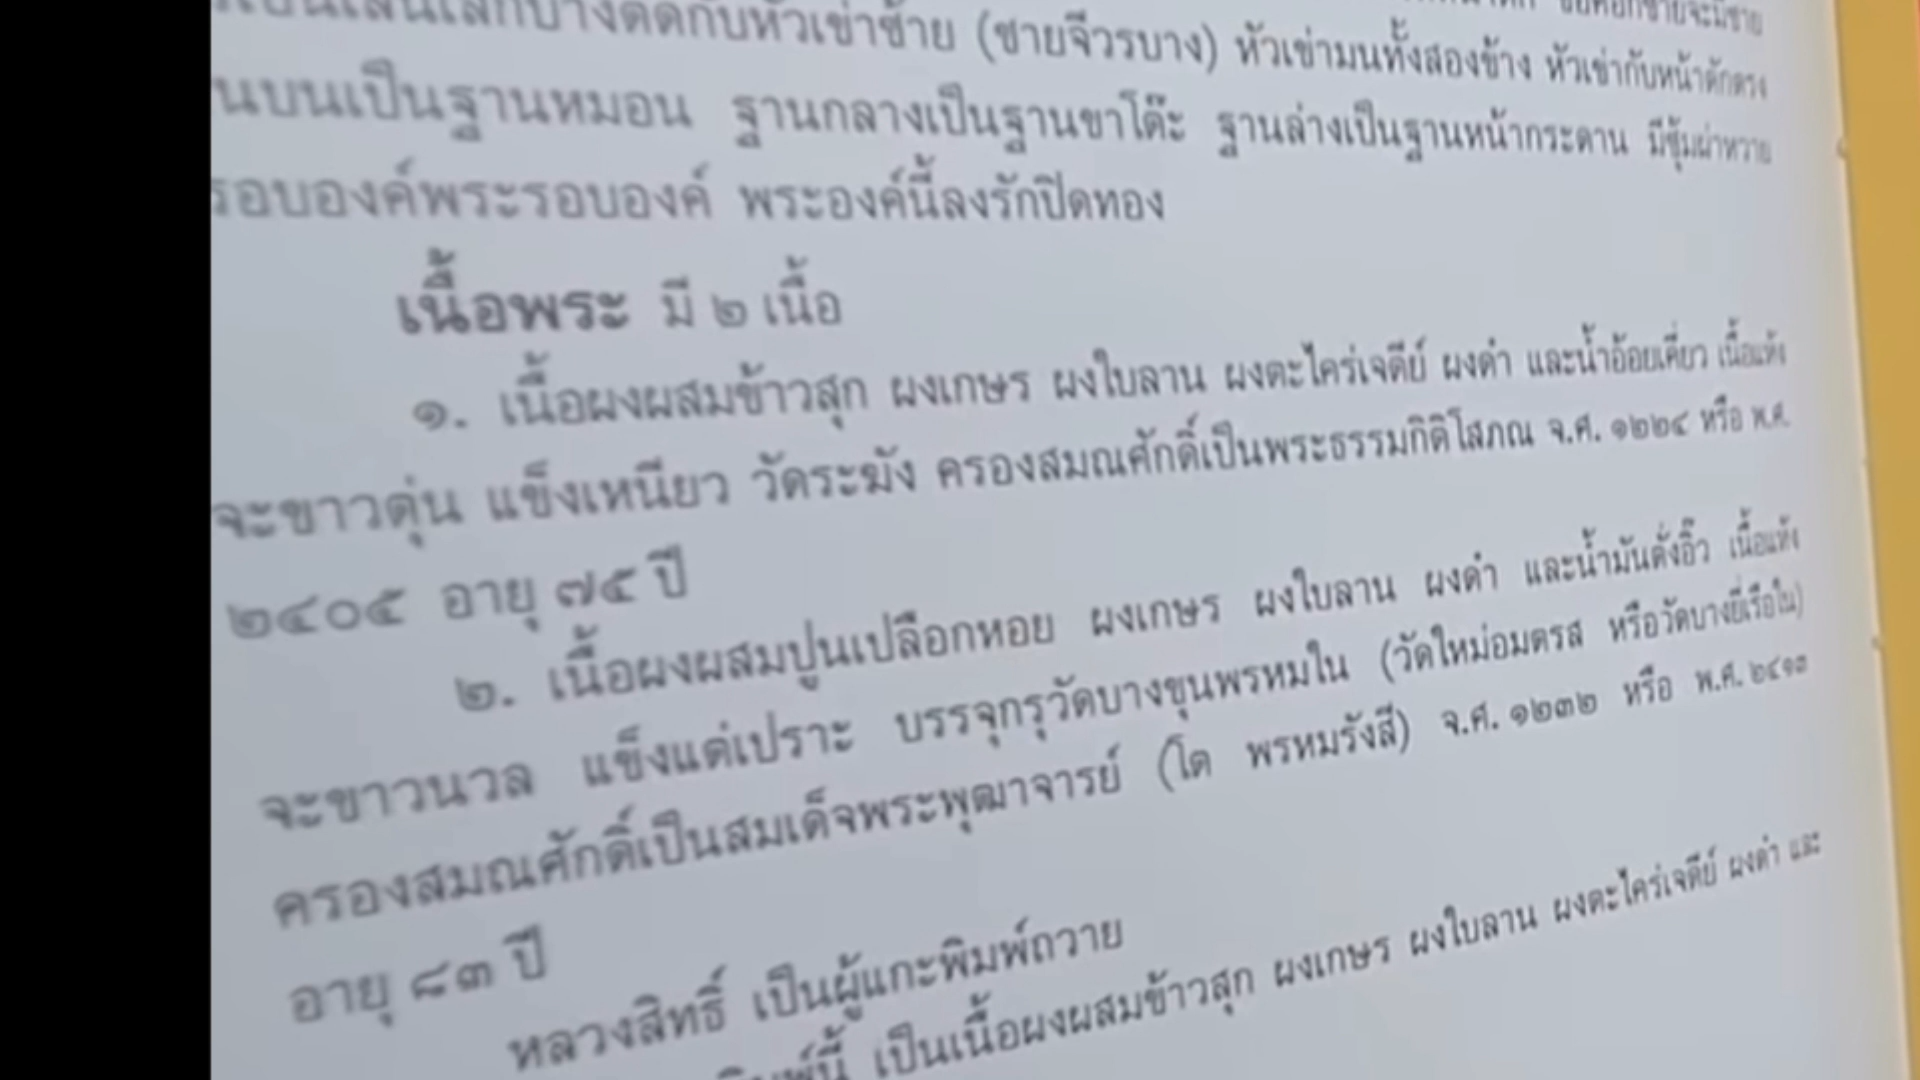 เป็นเส้นเล็กบางติดกับหัวเข่าซ้าย (ชายจีวรบาง) หัวเข่ามนทั้งสองข้าง หัวเข่ากับหน้าตักตรง
นบนเป็นฐานหมอน ฐานกลางเป็นฐานขาโต๊ะ ฐานล่างเป็นฐานหน้ากระดาน มีซุ้มผ่าหวาย
รอบองค์พระรอบองค์ พระองค์นี้ลงรักปิดทอง
เนื้อพระ มี ๒ เนื้อ
๑. เนื้อผงผสมข้าวสุก ผงเกษร ผงใบลาน ผงตะไคร่เจดีย์ ผงดำ และน้ำอ้อยเคี่ยว เนื้อแห้ง
จะขาวตุ่น แข็งเหนียว วัดระฆัง ครองสมณศักดิ์เป็นพระธรรมกิติโสภณ จ.ศ. ๑๒๒๔ หรือ พ.ศ.
๒๔๐๕ อายุ ๗๕ ปี
๒. เนื้อผงผสมปูนเปลือกหอย ผงเกษร ผงใบลาน ผงดำ และน้ำมันตั่งอิ๊ว เนื้อแห้ง
จะขาวนวล แข็งแต่เปราะ บรรจุกรุวัดบางขุนพรหมใน (วัดใหม่อมตรส หรือวัดบางยี่เรือใน)
ครองสมณศักดิ์เป็นสมเด็จพระพุฒาจารย์ (โต พรหมรังสี) จ.ศ. ๑๒๓๒ หรือ พ.ศ. ๒๔๑๓
อายุ ๘๓ ปี
หลวงสิทธิ์ เป็นผู้แกะพิมพ์ถวาย
พิมพ์นี้ เป็นเนื้อผงผสมข้าวสุก ผงเกษร ผงใบลาน ผงตะไคร่เจดีย์ ผงดำ และ